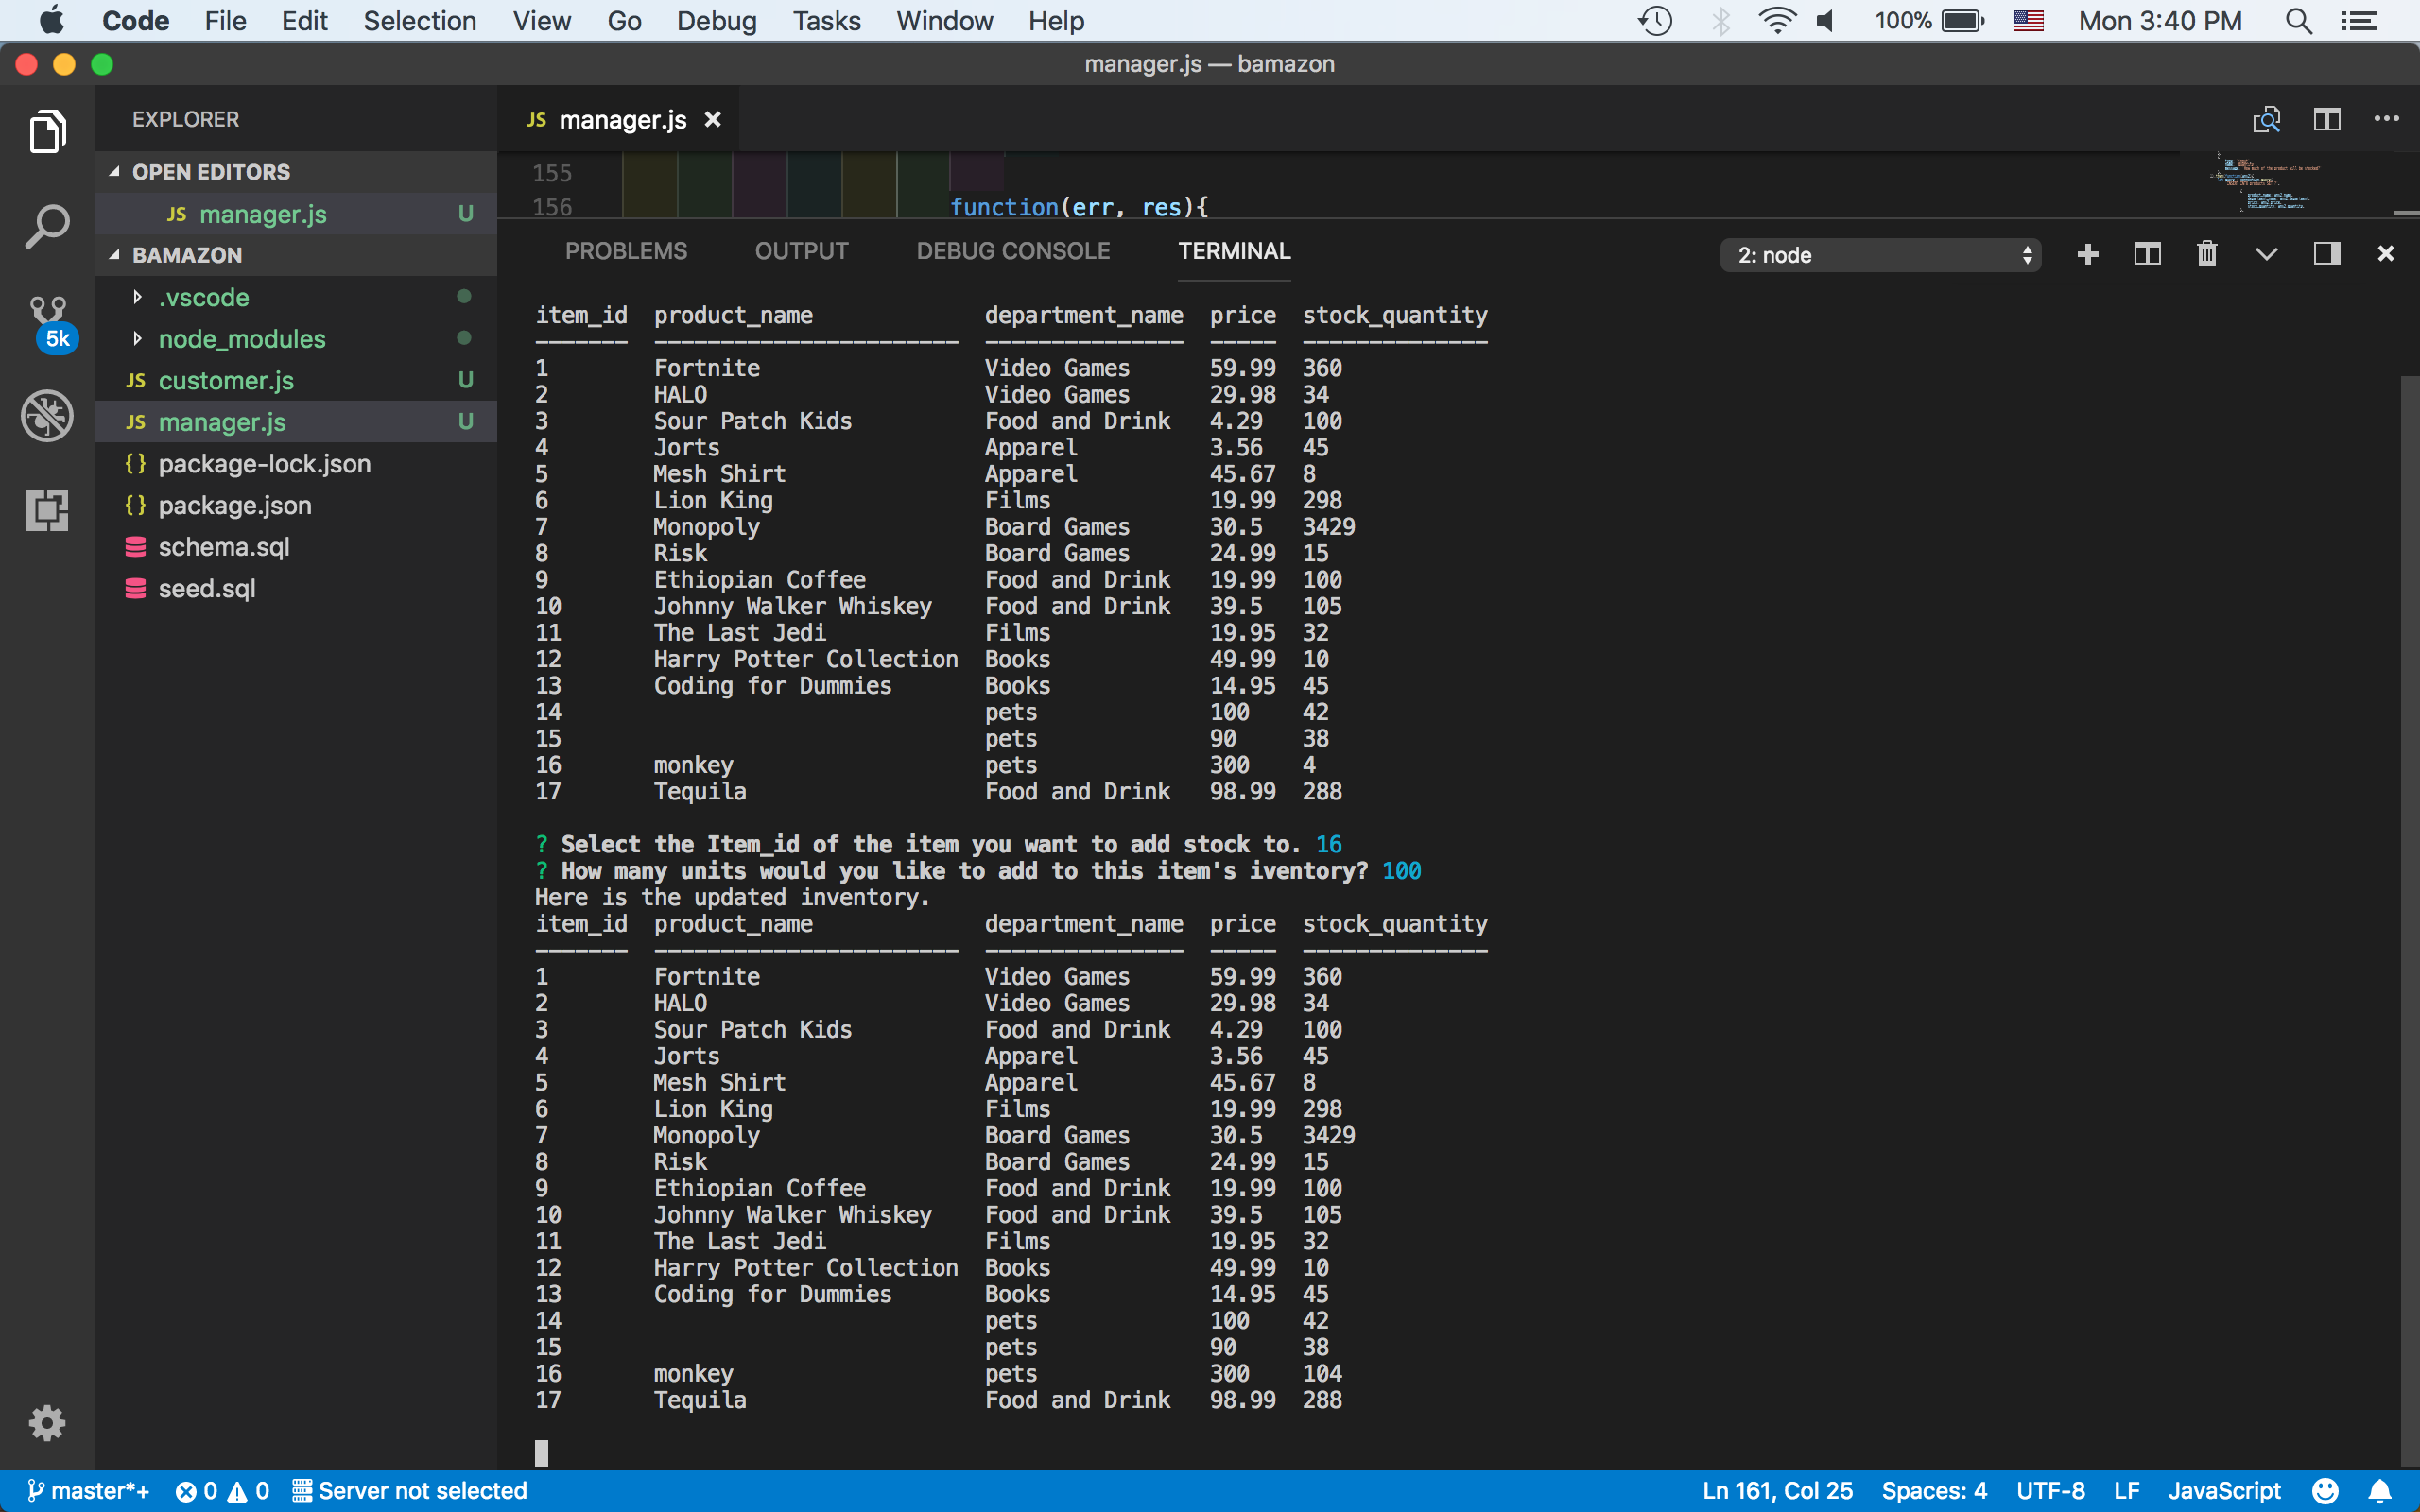 Code File Edit Selection View Go Debug Tasks Window Help 100% Mon 3:40 PM
manager.js — bamazon
EXPLORER
OPEN EDITORS
JS manager.js U
BAMAZON
.vscode
node_modules
5k
JS customer.js U
JS manager.js U
{} package-lock.json
{} package.json
schema.sql
seed.sql
JS manager.js
155
156 function(err, res){
PROBLEMS OUTPUT DEBUG CONSOLE TERMINAL 2: node
item_id product_name department_name price stock_quantity
------- ----------------------- --------------- ----- --------------
1 Fortnite Video Games 59.99 360
2 HALO Video Games 29.98 34
3 Sour Patch Kids Food and Drink 4.29 100
4 Jorts Apparel 3.56 45
5 Mesh Shirt Apparel 45.67 8
6 Lion King Films 19.99 298
7 Monopoly Board Games 30.5 3429
8 Risk Board Games 24.99 15
9 Ethiopian Coffee Food and Drink 19.99 100
10 Johnny Walker Whiskey Food and Drink 39.5 105
11 The Last Jedi Films 19.95 32
12 Harry Potter Collection Books 49.99 10
13 Coding for Dummies Books 14.95 45
14 pets 100 42
15 pets 90 38
16 monkey pets 300 4
17 Tequila Food and Drink 98.99 288
? Select the Item_id of the item you want to add stock to. 16
? How many units would you like to add to this item's iventory? 100
Here is the updated inventory.
item_id product_name department_name price stock_quantity
------- ----------------------- --------------- ----- --------------
1 Fortnite Video Games 59.99 360
2 HALO Video Games 29.98 34
3 Sour Patch Kids Food and Drink 4.29 100
4 Jorts Apparel 3.56 45
5 Mesh Shirt Apparel 45.67 8
6 Lion King Films 19.99 298
7 Monopoly Board Games 30.5 3429
8 Risk Board Games 24.99 15
9 Ethiopian Coffee Food and Drink 19.99 100
10 Johnny Walker Whiskey Food and Drink 39.5 105
11 The Last Jedi Films 19.95 32
12 Harry Potter Collection Books 49.99 10
13 Coding for Dummies Books 14.95 45
14 pets 100 42
15 pets 90 38
16 monkey pets 300 104
17 Tequila Food and Drink 98.99 288
master*+ 0 0 Server not selected Ln 161, Col 25 Spaces: 4 UTF-8 LF JavaScript